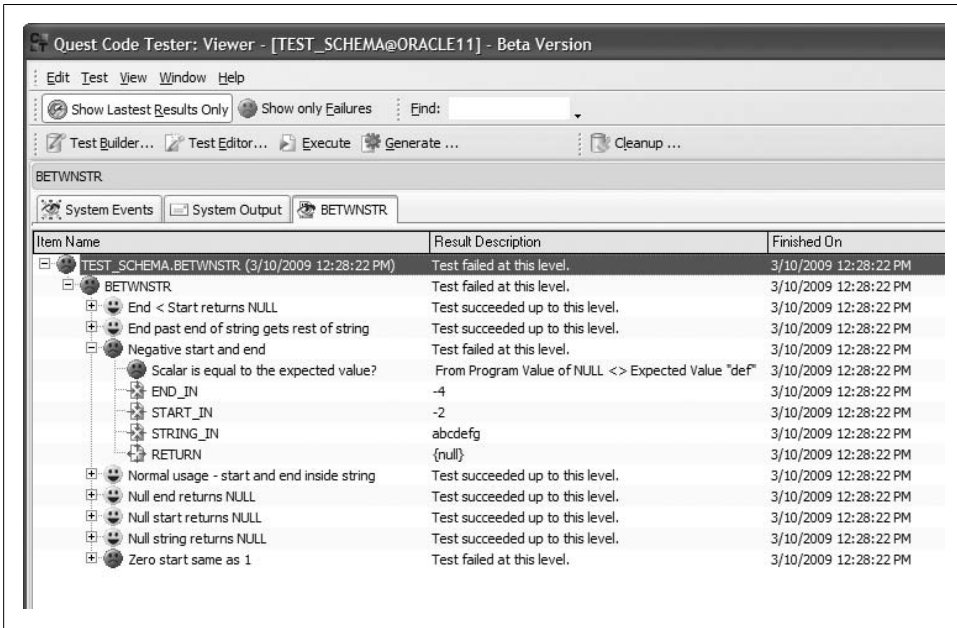 Quest Code Tester: Viewer - [TEST_SCHEMA@ORACLE11] - Beta Version
Edit Test View Window Help
Show Lastest Results Only Show only Failures Find:
Test Builder... Test Editor... Execute Generate ... Cleanup ...
BETWNSTR
System Events System Output BETWNSTR
Item Name Result Description Finished On
TEST_SCHEMA.BETWNSTR (3/10/2009 12:28:22 PM) Test failed at this level. 3/10/2009 12:28:22 PM
BETWNSTR Test failed at this level. 3/10/2009 12:28:22 PM
End < Start returns NULL Test succeeded up to this level. 3/10/2009 12:28:22 PM
End past end of string gets rest of string Test succeeded up to this level. 3/10/2009 12:28:22 PM
Negative start and end Test failed at this level. 3/10/2009 12:28:22 PM
Scalar is equal to the expected value? From Program Value of NULL <> Expected Value "def" 3/10/2009 12:28:22 PM
END_IN -4 3/10/2009 12:28:22 PM
START_IN -2 3/10/2009 12:28:22 PM
STRING_IN abcdefg 3/10/2009 12:28:22 PM
RETURN {null} 3/10/2009 12:28:22 PM
Normal usage - start and end inside string Test succeeded up to this level. 3/10/2009 12:28:22 PM
Null end returns NULL Test succeeded up to this level. 3/10/2009 12:28:22 PM
Null start returns NULL Test succeeded up to this level. 3/10/2009 12:28:22 PM
Null string returns NULL Test succeeded up to this level. 3/10/2009 12:28:22 PM
Zero start same as 1 Test failed at this level. 3/10/2009 12:28:22 PM